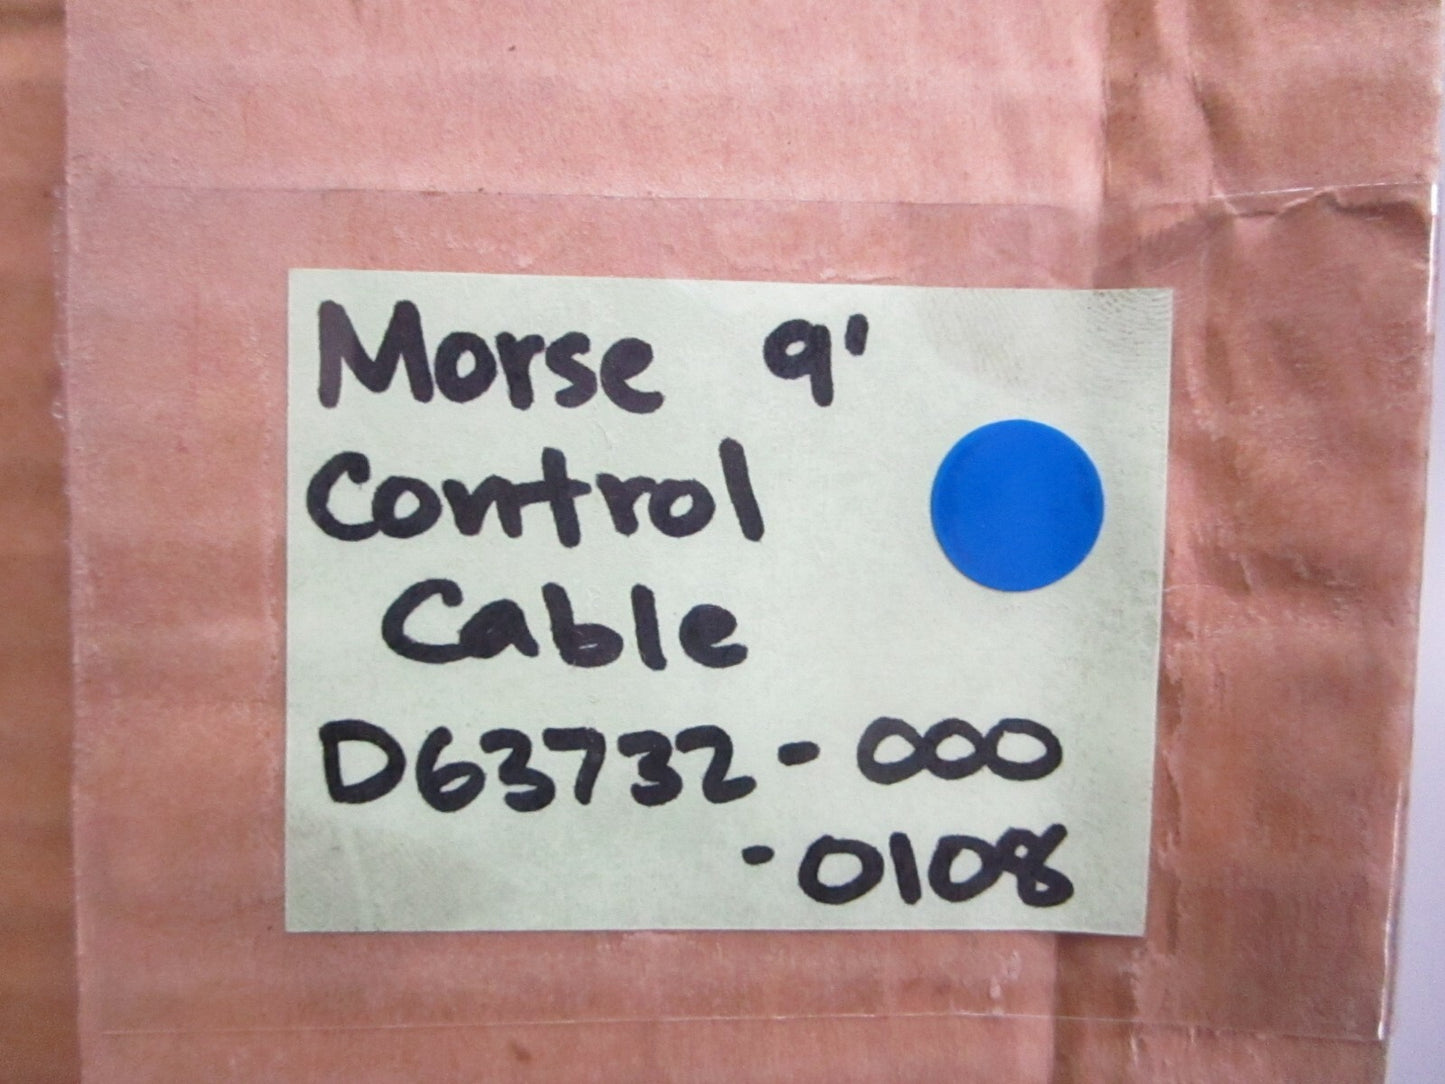 Morse 9'
Control
Cable
D63732-000
-0108